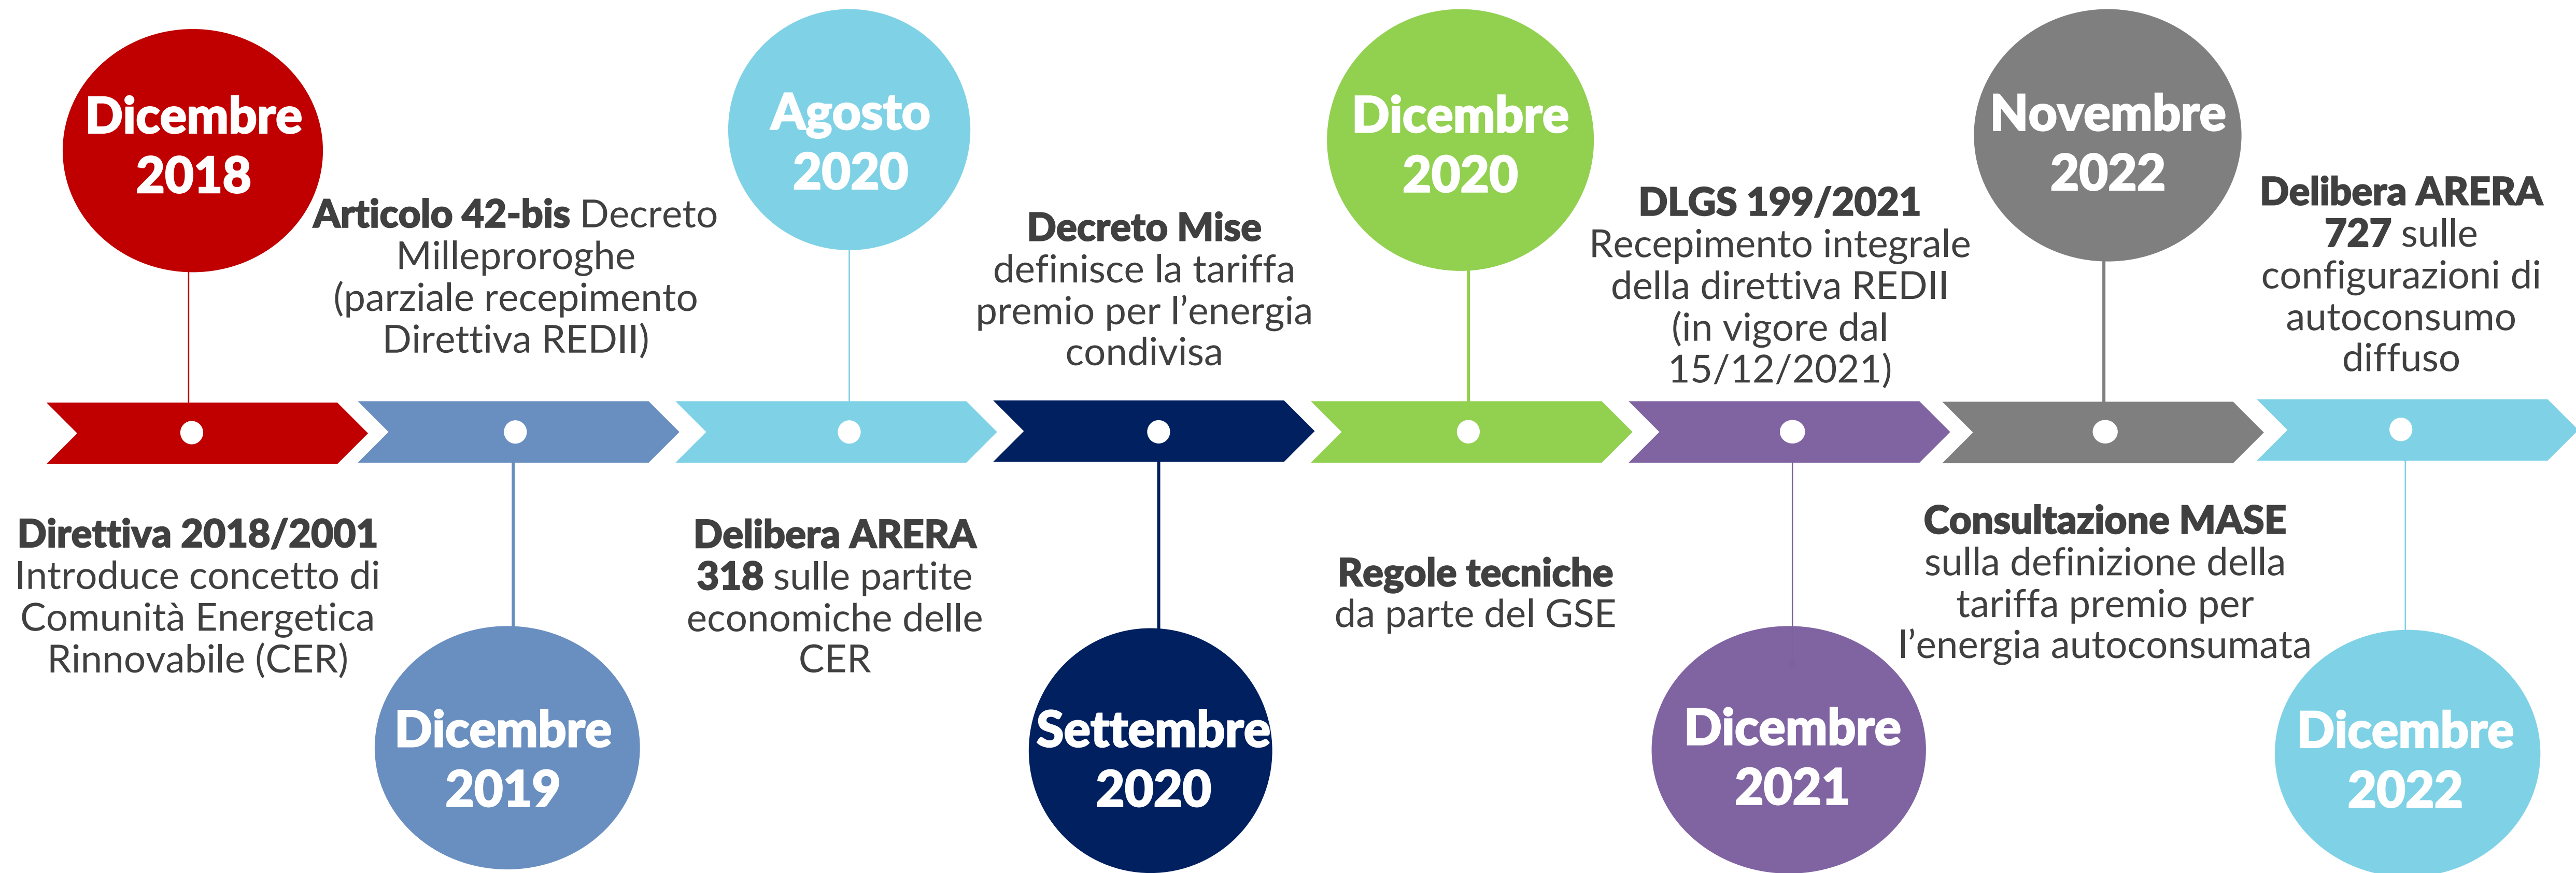 Dicembre
2018
Direttiva 2018/2001
Introduce concetto di
Comunità Energetica
Rinnovabile (CER)
Articolo 42-bis Decreto
Milleproroghe
(parziale recepimento
Direttiva REDII)
Dicembre
2019
Agosto
2020
Delibera ARERA
318 sulle partite
economiche delle
CER
Decreto Mise
definisce la tariffa
premio per l’energia
condivisa
Settembre
2020
Dicembre
2020
Regole tecniche
da parte del GSE
DLGS 199/2021
Recepimento integrale
della direttiva REDII
(in vigore dal
15/12/2021)
Dicembre
2021
Novembre
2022
Consultazione MASE
sulla definizione della
tariffa premio per
l’energia autoconsumata
Delibera ARERA
727 sulle
configurazioni di
autoconsumo
diffuso
Dicembre
2022